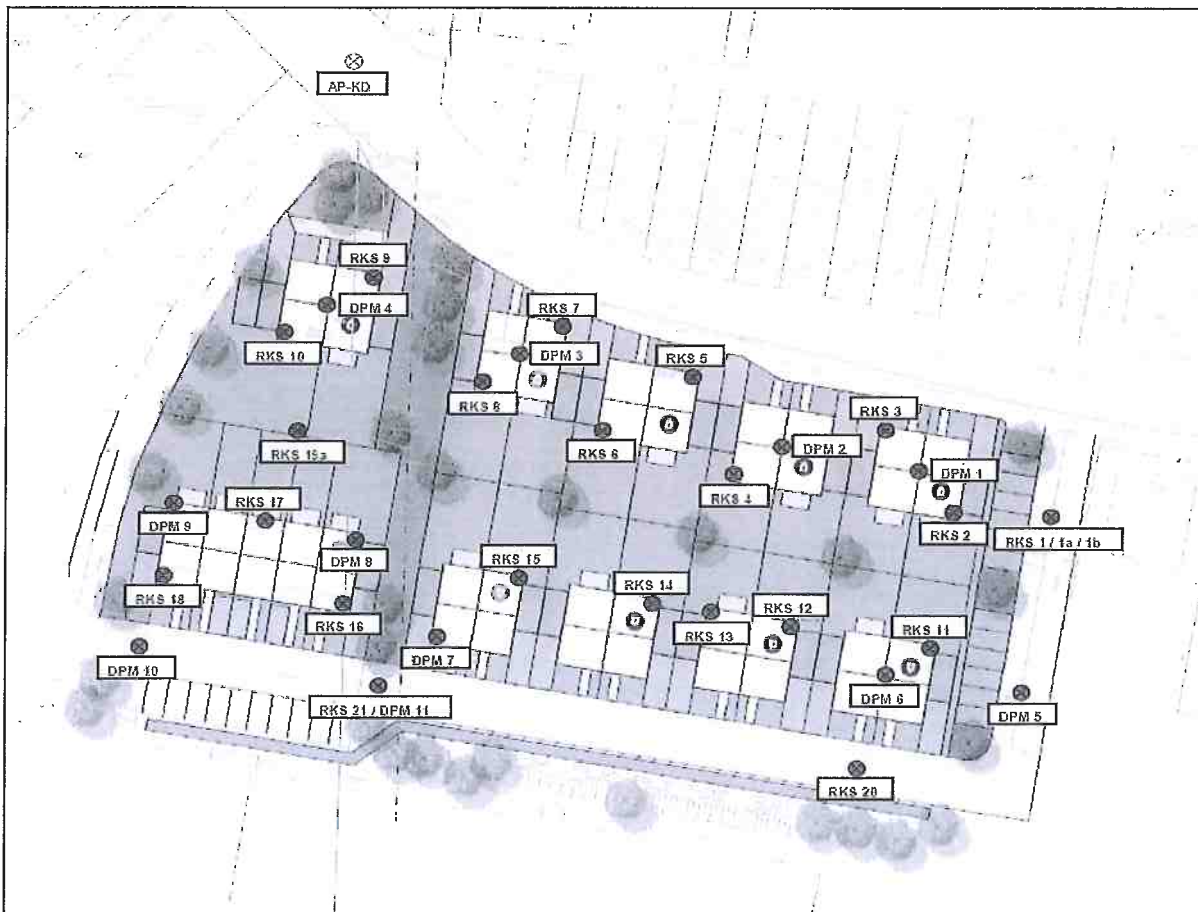 AP-KD
RKS 9
DPM 4
RKS 10
RKS 7
DPM 3
RKS 8
RKS 5
RKS 6
RKS 3
DPM 2
DPM 1
RKS 4
RKS 2
RKS 1 / 1a / 1b
RKS 19a
RKS 17
DPM 9
DPM 8
RKS 18
RKS 16
RKS 15
RKS 14
RKS 13
RKS 12
RKS 11
DPM 10
DPM 7
DPM 6
RKS 21 / DPM 11
DPM 5
RKS 20